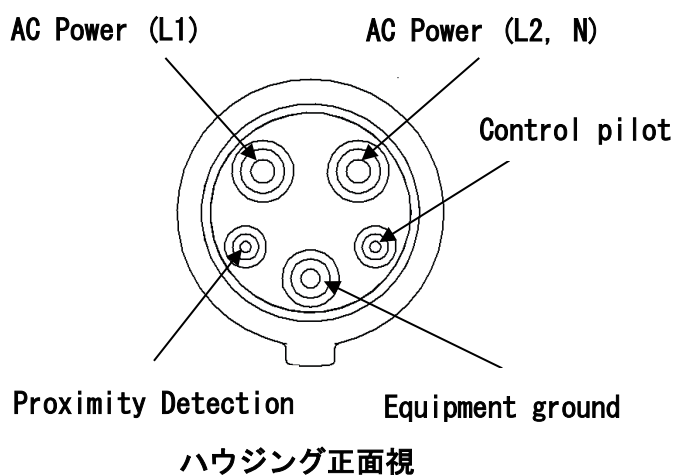 AC Power (L1)
AC Power (L2, N)
Control pilot
Proximity Detection
Equipment ground
ハウジング正面視